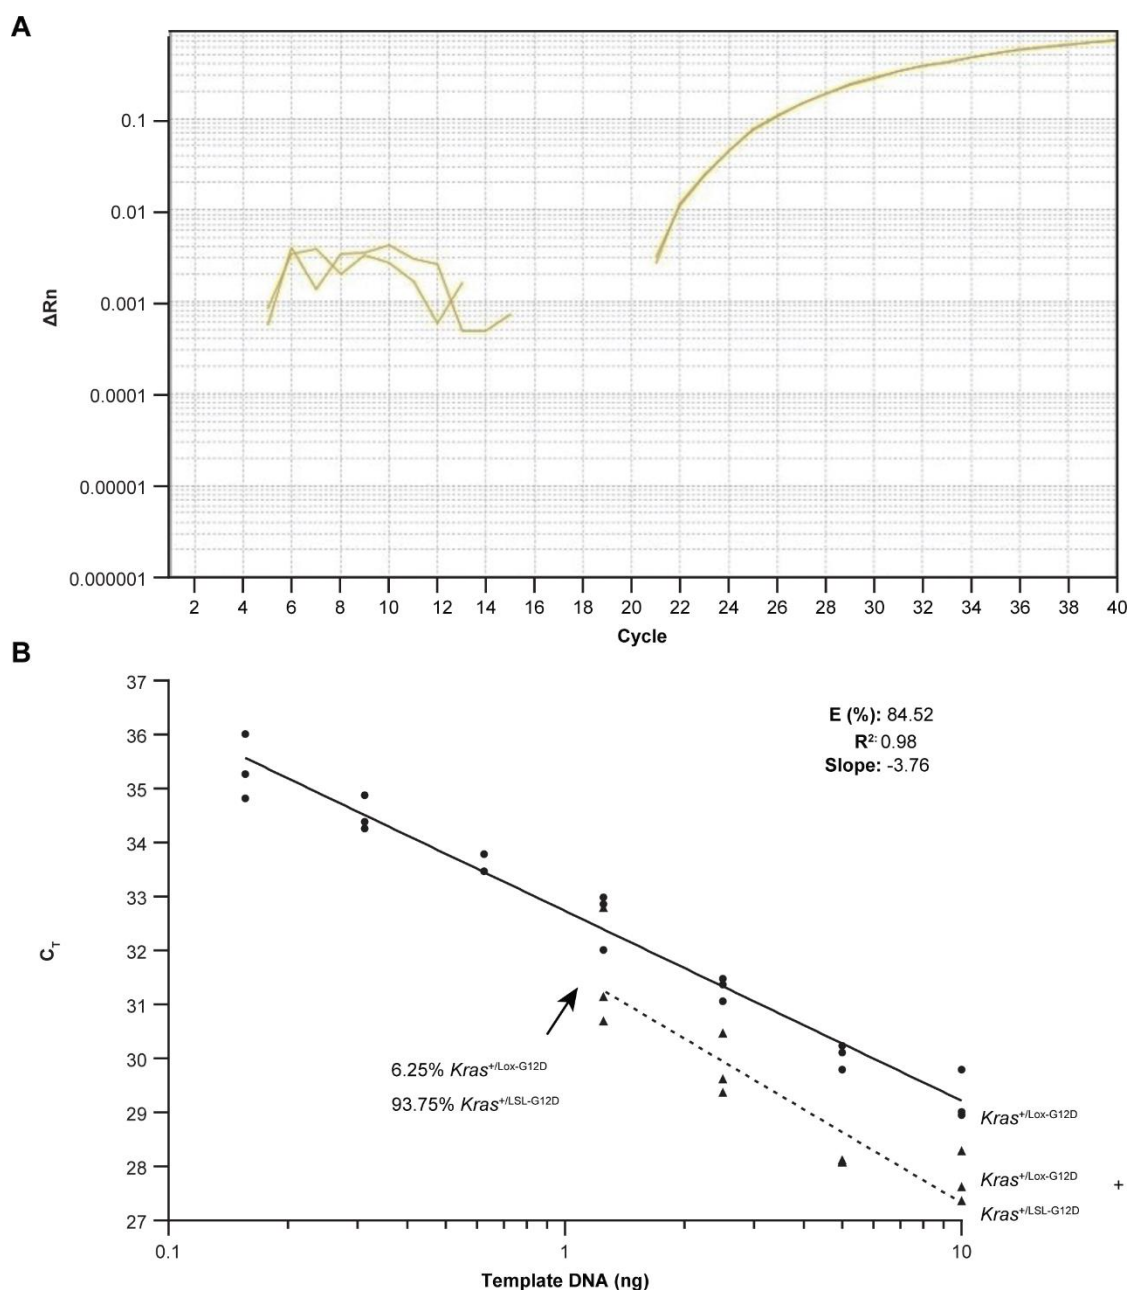 A
0.1
0.01
0.001
0.0001
0.00001
0.000001
ΔRn
2 4 6 8 10 12 14 16 18 20 22 24 26 28 30 32 34 36 38 40
Cycle
B
37
36
35
34
33
32
31
30
29
28
27
C_T
E (%): 84.52
R²: 0.98
Slope: -3.76
6.25% Kras+/Lox-G12D
93.75% Kras+/LSL-G12D
Kras+/Lox-G12D
Kras+/Lox-G12D +
Kras+/LSL-G12D
0.1 1 10
Template DNA (ng)